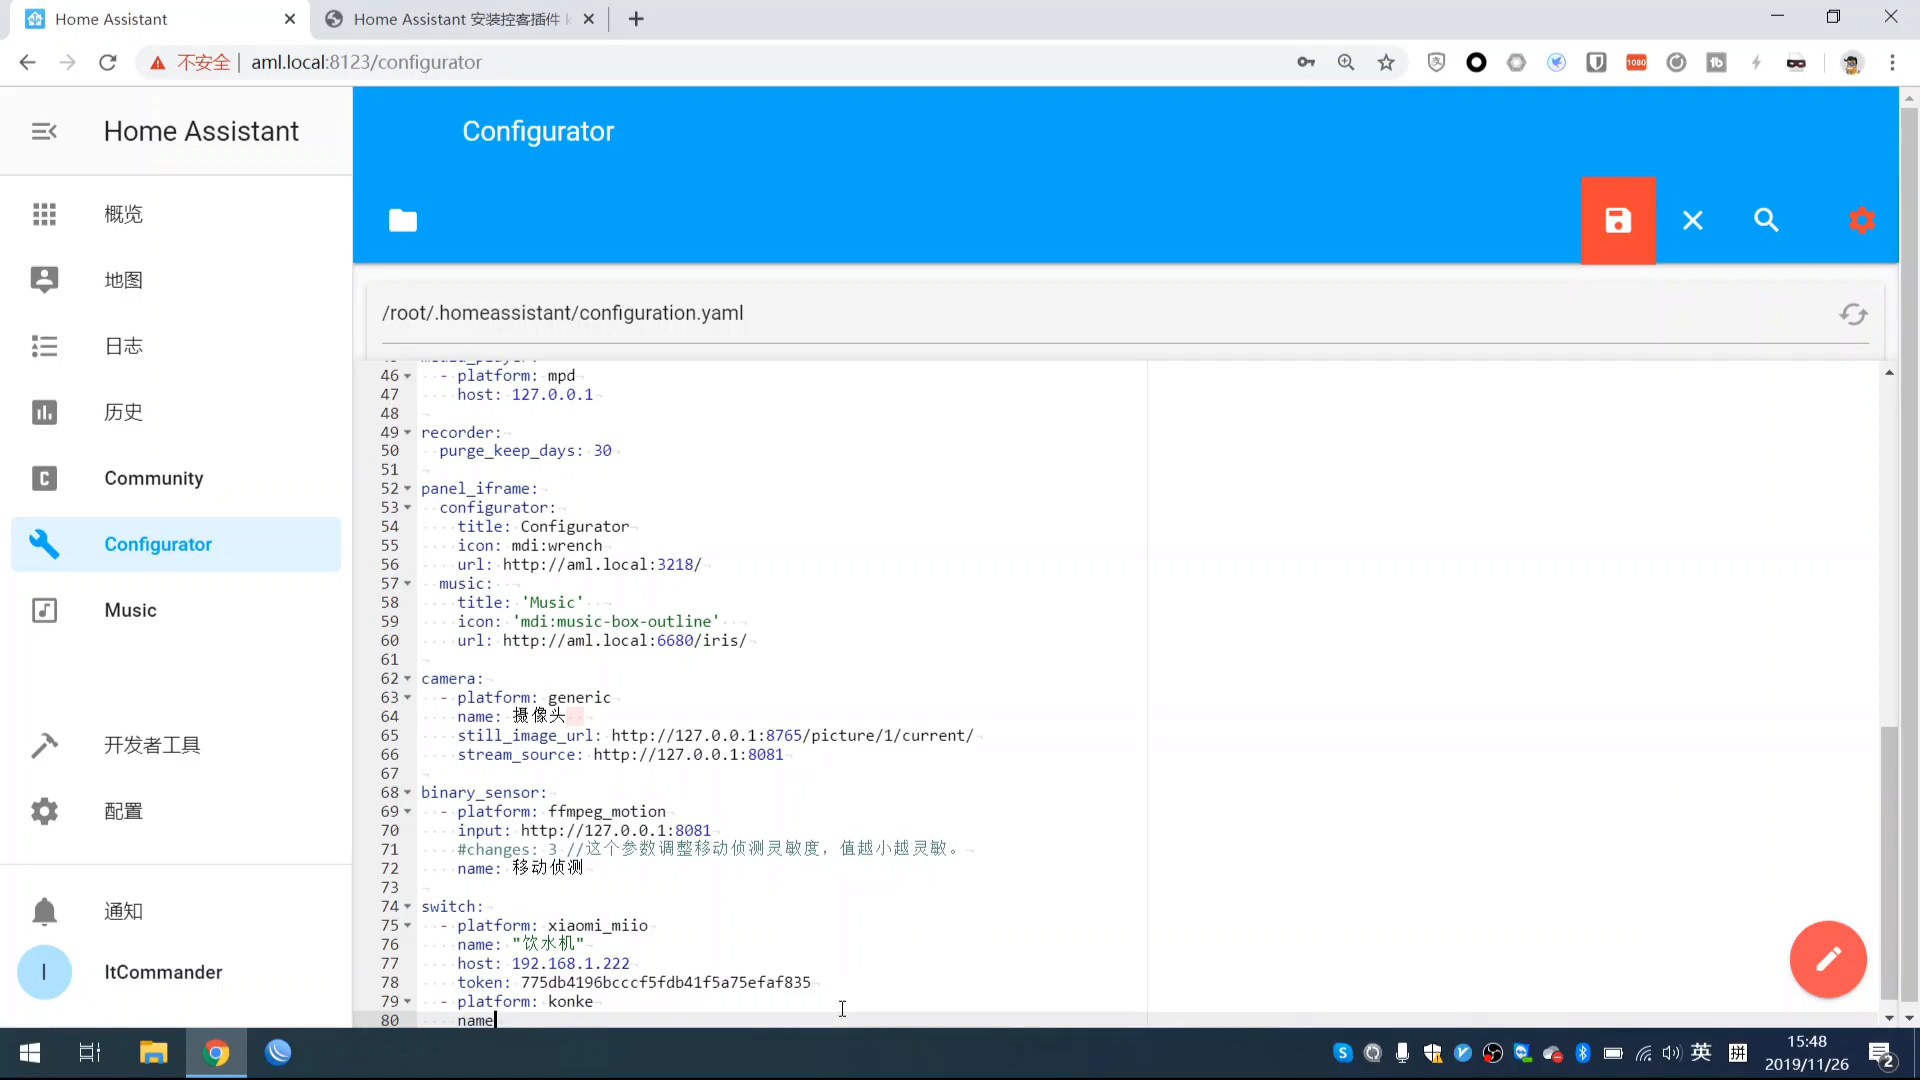 Home Assistant
Home Assistant 安装控客插件
不安全
aml.local:8123/configurator
1080
Home Assistant
Configurator
概览
地图
日志
历史
Community
Configurator
Music
开发者工具
配置
通知
I
ItCommander
/root/.homeassistant/configuration.yaml
46 - platform: mpd
47 host: 127.0.0.1
48
49 recorder:
50 purge_keep_days: 30
51
52 panel_iframe:
53 configurator:
54 title: Configurator
55 icon: mdi:wrench
56 url: http://aml.local:3218/
57 music:
58 title: 'Music'
59 icon: 'mdi:music-box-outline'
60 url: http://aml.local:6680/iris/
61
62 camera:
63 - platform: generic
64 name: 摄像头
65 still_image_url: http://127.0.0.1:8765/picture/1/current/
66 stream_source: http://127.0.0.1:8081
67
68 binary_sensor:
69 - platform: ffmpeg_motion
70 input: http://127.0.0.1:8081
71 #changes: 3 //这个参数调整移动侦测灵敏度，值越小越灵敏。
72 name: 移动侦测
73
74 switch:
75 - platform: xiaomi_miio
76 name: "饮水机"
77 host: 192.168.1.222
78 token: 775db4196bcccf5fdb41f5a75efaf835
79 - platform: konke
80 name
英
拼
15:48
2019/11/26
2